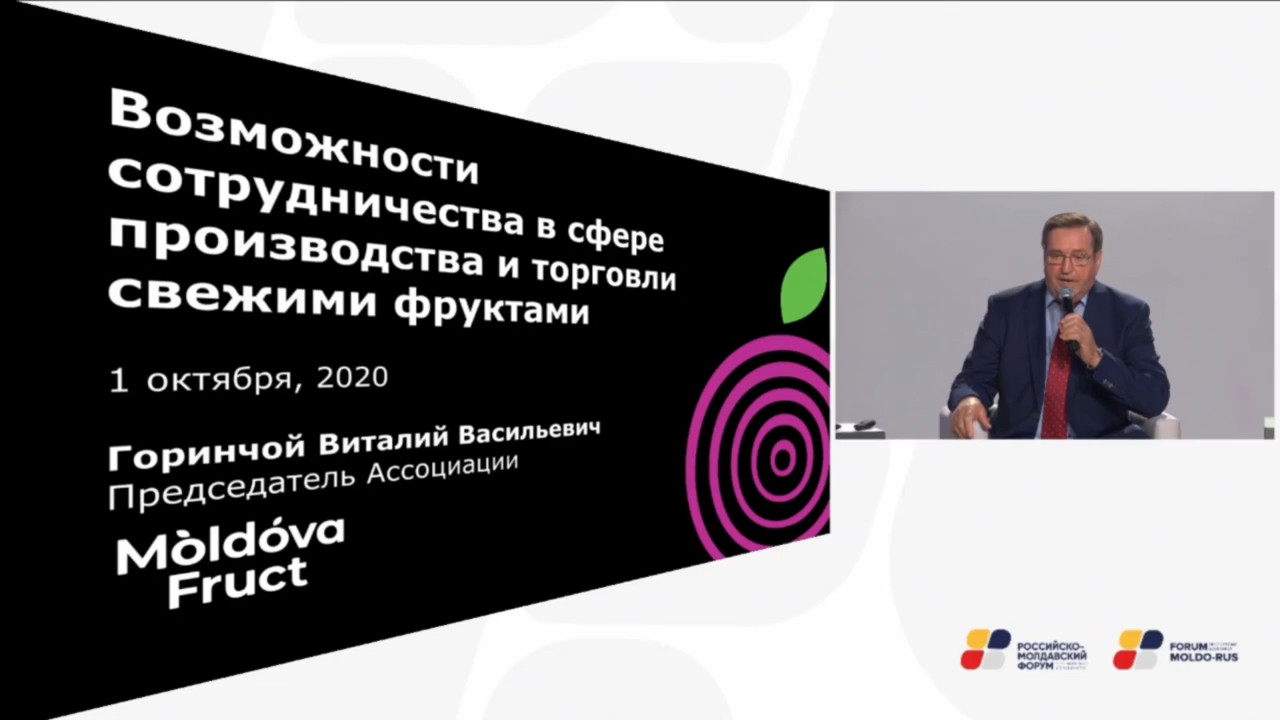 Возможности
сотрудничества в сфере
производства и торговли
свежими фруктами
1 октября, 2020
Горинчой Виталий Васильевич
Председатель Ассоциации
Mòldóva
Fruct
РОССИЙСКО-
МОЛДАВСКИЙ
ФОРУМ
FORUM
MOLDO-RUS